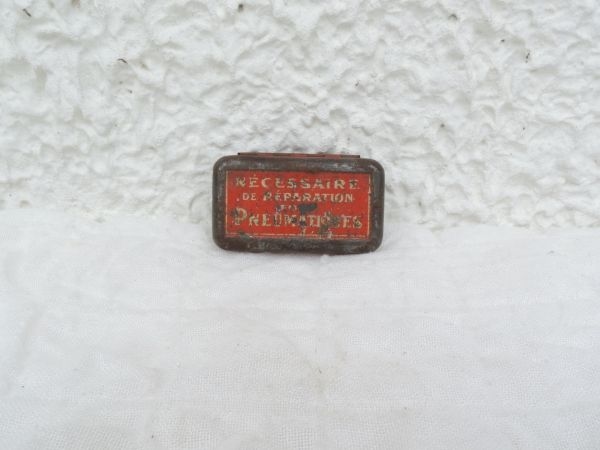 NÉCESSAIRE
DE RÉPARATION
PNEUMATIQUES